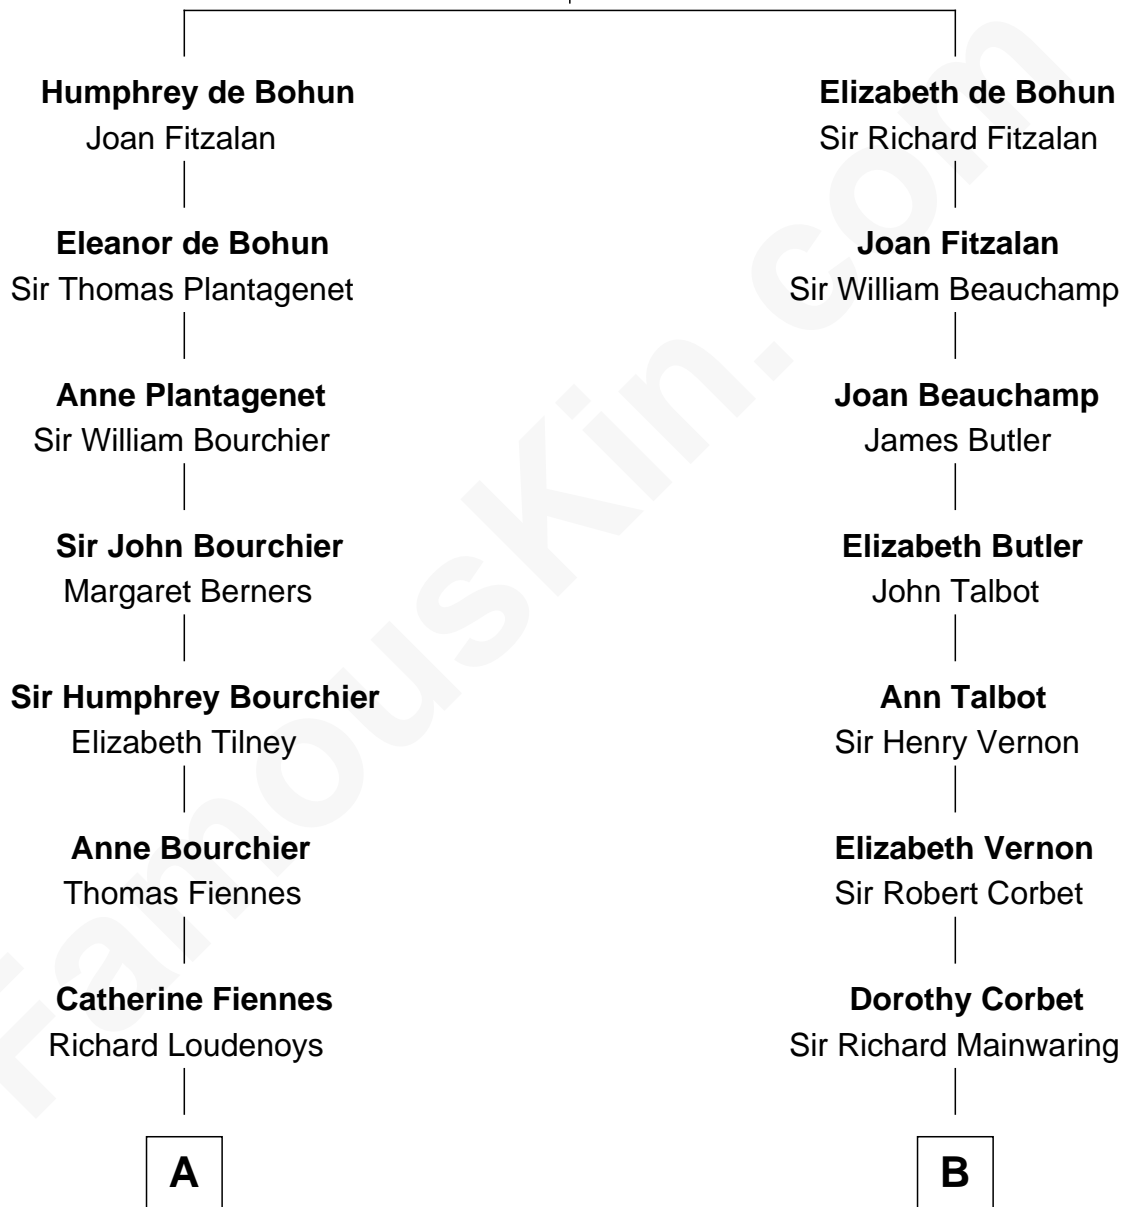 Humphrey de Bohun
Joan Fitzalan
Eleanor de Bohun
Sir Thomas Plantagenet
Anne Plantagenet
Sir William Bourchier
Sir John Bourchier
Margaret Berners
Sir Humphrey Bourchier
Elizabeth Tilney
Anne Bourchier
Thomas Fiennes
Catherine Fiennes
Richard Loudenoys
A
Elizabeth de Bohun
Sir Richard Fitzalan
Joan Fitzalan
Sir William Beauchamp
Joan Beauchamp
James Butler
Elizabeth Butler
John Talbot
Ann Talbot
Sir Henry Vernon
Elizabeth Vernon
Sir Robert Corbet
Dorothy Corbet
Sir Richard Mainwaring
B
FamousKin.com